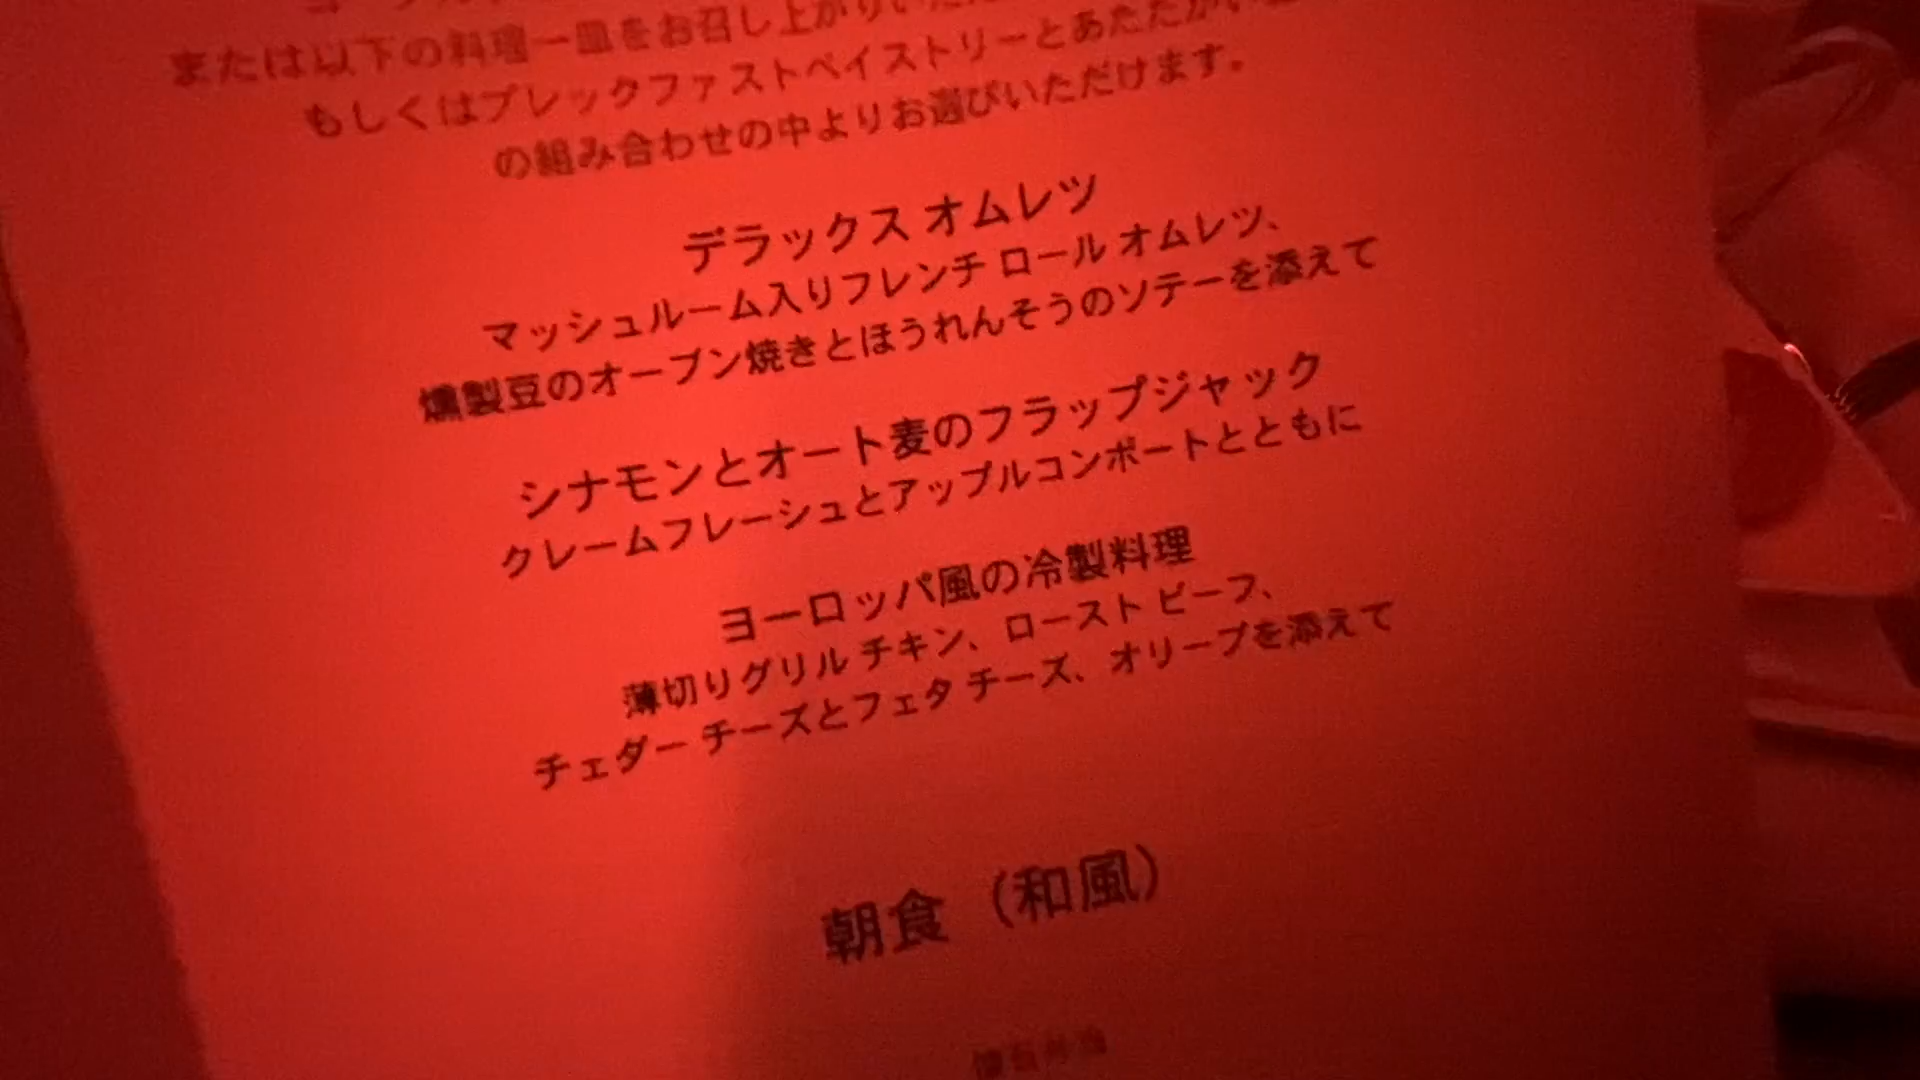 または以下の料理一皿をお召し上がりいた
もしくはブレックファストペイストリーとあたたかい
の組み合わせの中よりお選びいただけます。
デラックス オムレツ
マッシュルーム入りフレンチ ロール オムレツ、
燻製豆のオーブン焼きとほうれんそうのソテーを添えて
シナモンとオート麦のフラップジャック
クレームフレーシュとアップルコンポートとともに
ヨーロッパ風の冷製料理
薄切りグリル チキン、ロースト ビーフ、
チェダー チーズとフェタ チーズ、オリーブを添えて
朝食（和風）